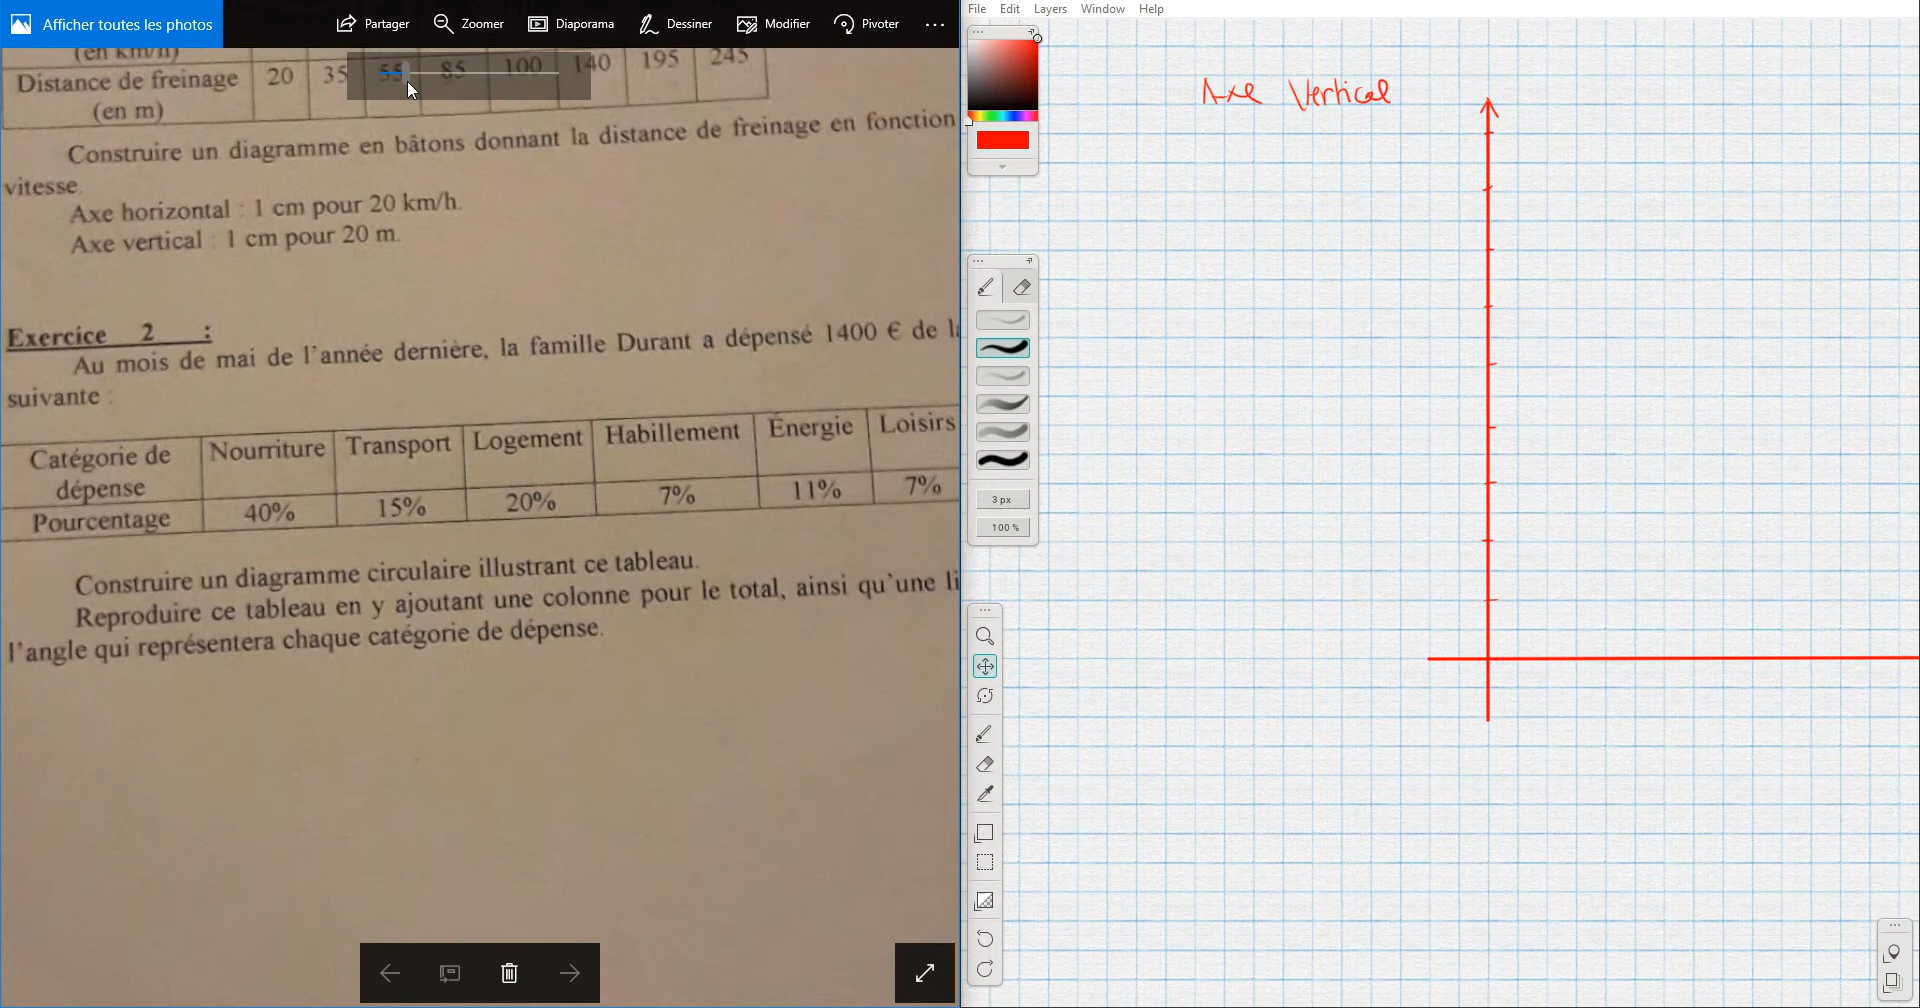 Afficher toutes les photos
Partager
Zoomer
Diaporama
Dessiner
Modifier
Pivoter
(en km/h)
Distance de freinage 20 35 55 85 100 140 195 245
(en m)
Construire un diagramme en bâtons donnant la distance de freinage en fonction
vitesse.
Axe horizontal : 1 cm pour 20 km/h.
Axe vertical : 1 cm pour 20 m.
Exercice 2 :
Au mois de mai de l'année dernière, la famille Durant a dépensé 1400 € de
suivante :
Catégorie de dépense Nourriture Transport Logement Habillement Énergie Loisirs
Pourcentage 40% 15% 20% 7% 11% 7%
Construire un diagramme circulaire illustrant ce tableau.
Reproduire ce tableau en y ajoutant une colonne pour le total, ainsi qu'une li
l'angle qui représentera chaque catégorie de dépense.
File Edit Layers Window Help
Axe Vertical
3 px
100 %